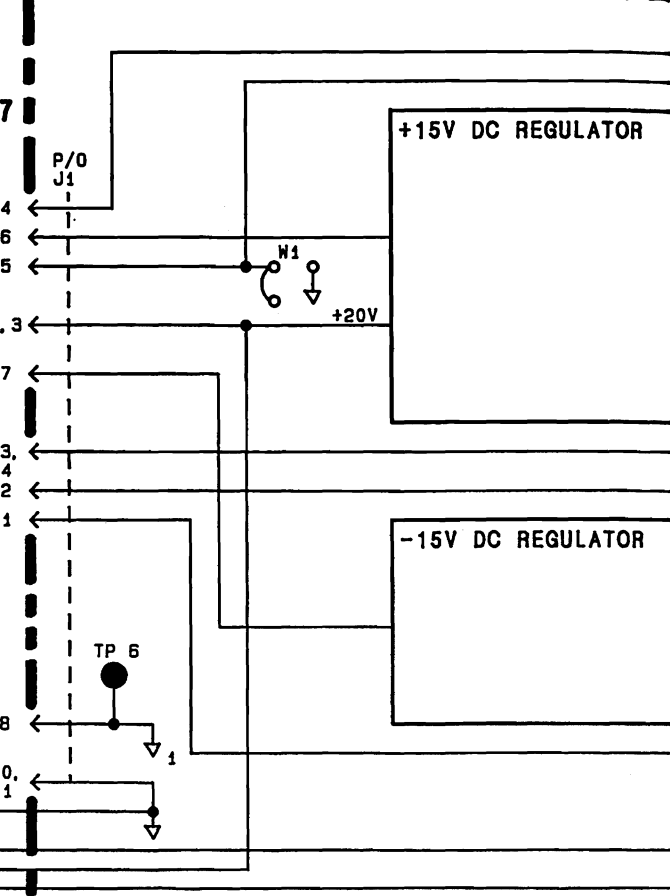 7
+15V DC REGULATOR
P/O
J1
4
6
5
W1
, 3
+20V
7
3,
4
2
1
-15V DC REGULATOR
TP 6
8
1
0,
1